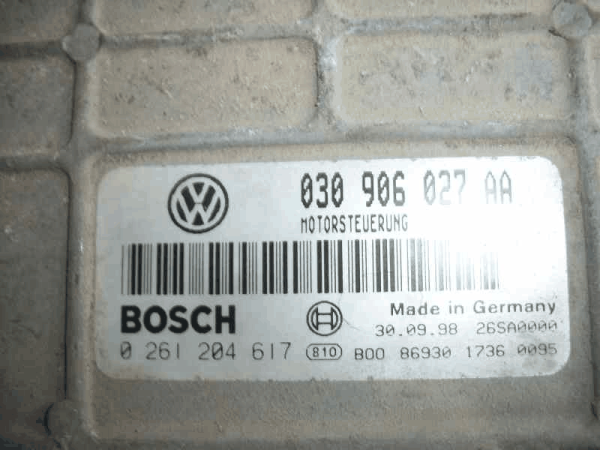 030 906 027 AA
MOTORSTEUERUNG
BOSCH
Made in Germany
30.09.98 26SA0000
0 261 204 617 810 B00 86930 1736 0095